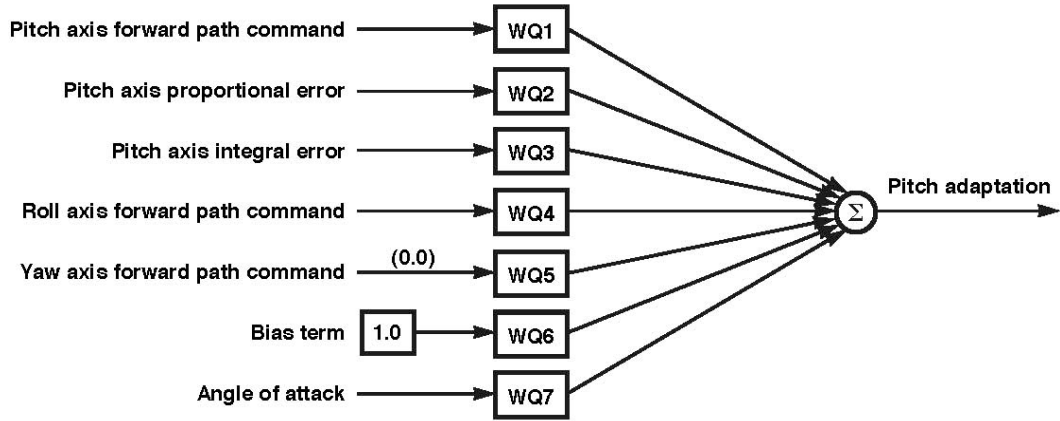 Pitch axis forward path command WQ1
Pitch axis proportional error WQ2
Pitch axis integral error WQ3
Pitch adaptation
Roll axis forward path command WQ4 Σ
Yaw axis forward path command (0.0) WQ5
Bias term 1.0 WQ6
Angle of attack WQ7